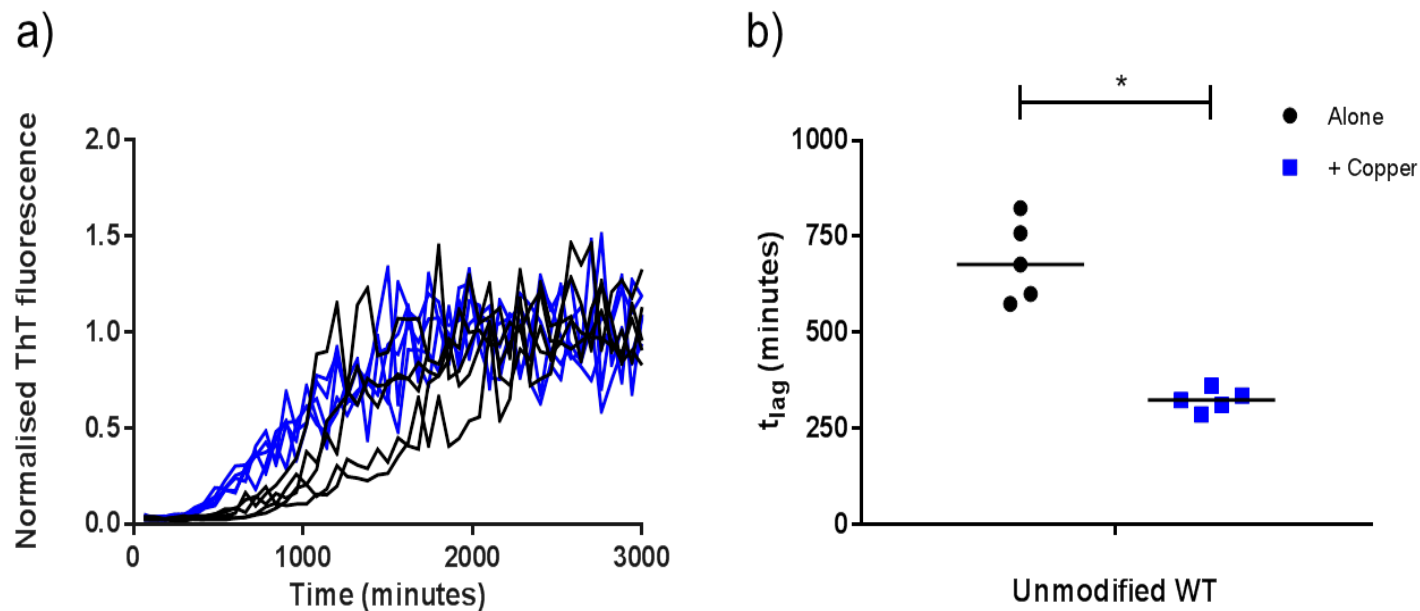 a)
Normalised ThT fluorescence
2.0
1.5
1.0
0.5
0.0
0
1000
2000
3000
Time (minutes)
b)
*
Alone
+ Copper
tlag (minutes)
1000
750
500
250
0
Unmodified WT